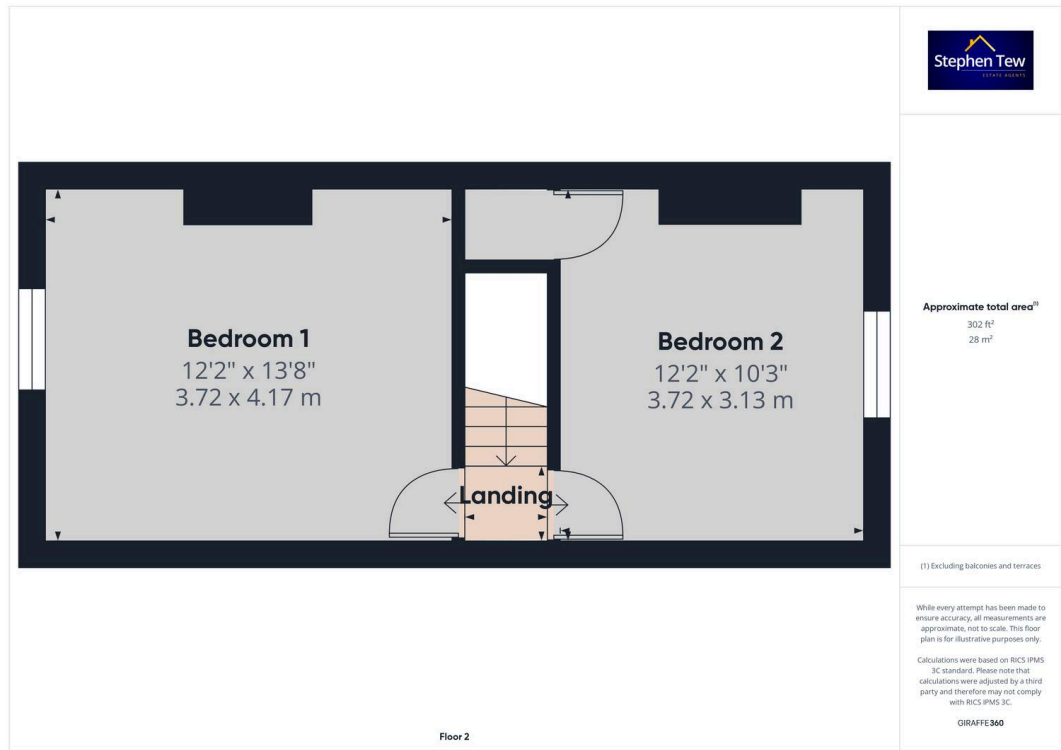 Stephen Tew
ESTATE AGENTS
Bedroom 1
12'2" x 13'8"
3.72 x 4.17 m
Bedroom 2
12'2" x 10'3"
3.72 x 3.13 m
Landing
Approximate total area⁽¹⁾
302 ft²
28 m²
(1) Excluding balconies and terraces
While every attempt has been made to
ensure accuracy, all measurements are
approximate, not to scale. This floor
plan is for illustrative purposes only.
Calculations were based on RICS IPMS
3C standard. Please note that
calculations were adjusted by a third
party and therefore may not comply
with RICS IPMS 3C.
GIRAFFE360
Floor 2